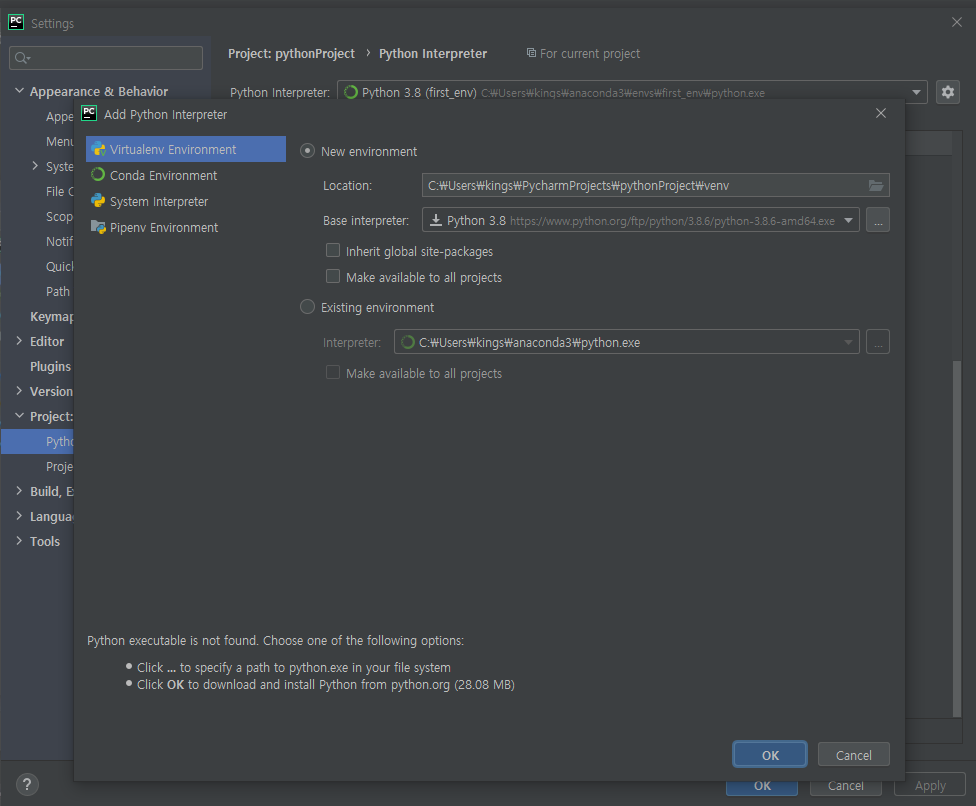 PC Settings
Project: pythonProject › Python Interpreter For current project
Python Interpreter: Python 3.8 (first_env) C:₩Users₩kings₩anaconda3₩envs₩first_env₩python.exe
Appearance & Behavior
PC Add Python Interpreter
Appe
Menu
Syste
File C
Scop
Notif
Quick
Path
Keymap
Editor
Plugins
Version
Project:
Pytho
Proje
Build, Ex
Languag
Tools
Virtualenv Environment
Conda Environment
System Interpreter
Pipenv Environment
New environment
Location: C:₩Users₩kings₩PycharmProjects₩pythonProject₩venv
Base interpreter: Python 3.8 https://www.python.org/ftp/python/3.8.6/python-3.8.6-amd64.exe ...
Inherit global site-packages
Make available to all projects
Existing environment
Interpreter: C:₩Users₩kings₩anaconda3₩python.exe ...
Make available to all projects
Python executable is not found. Choose one of the following options:
• Click ... to specify a path to python.exe in your file system
• Click OK to download and install Python from python.org (28.08 MB)
OK Cancel
? OK Cancel Apply